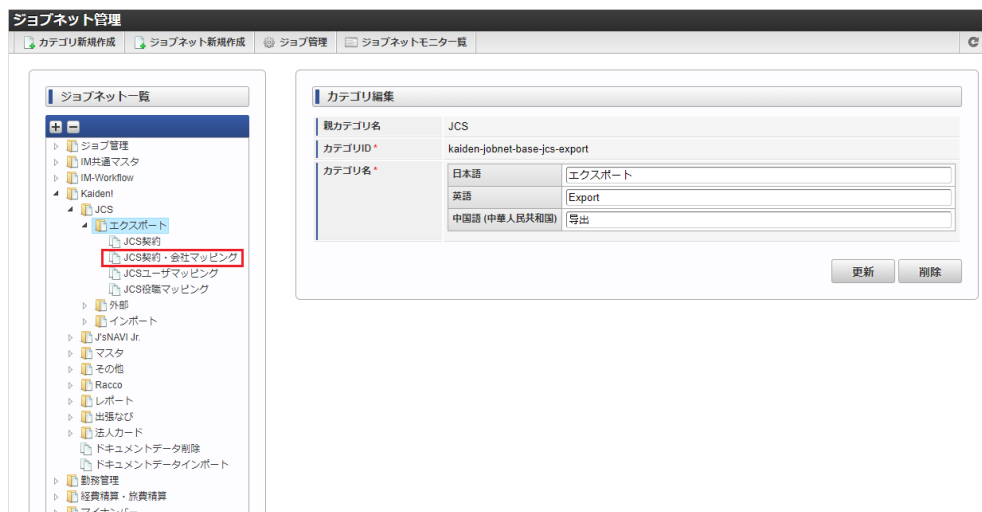 ジョブネット管理
カテゴリ新規作成 ジョブネット新規作成 ジョブ管理 ジョブネットモニター覧
ジョブネット一覧
ジョブ管理
IM共通マスタ
IM-Workflow
Kaiden!
JCS
エクスポート
JCS契約
JCS契約・会社マッピング
JCSユーザマッピング
JCS役職マッピング
外部
インポート
J'sNAVI Jr.
マスタ
その他
Racco
レポート
出張なび
法人カード
ドキュメントデータ削除
ドキュメントデータインポート
勤務管理
経費精算・旅費精算
マイナンバー
カテゴリ編集
親カテゴリ名 JCS
カテゴリID * kaiden-jobnet-base-jcs-export
カテゴリ名 * 日本語 エクスポート
英語 Export
中国語 (中華人民共和国) 导出
更新 削除